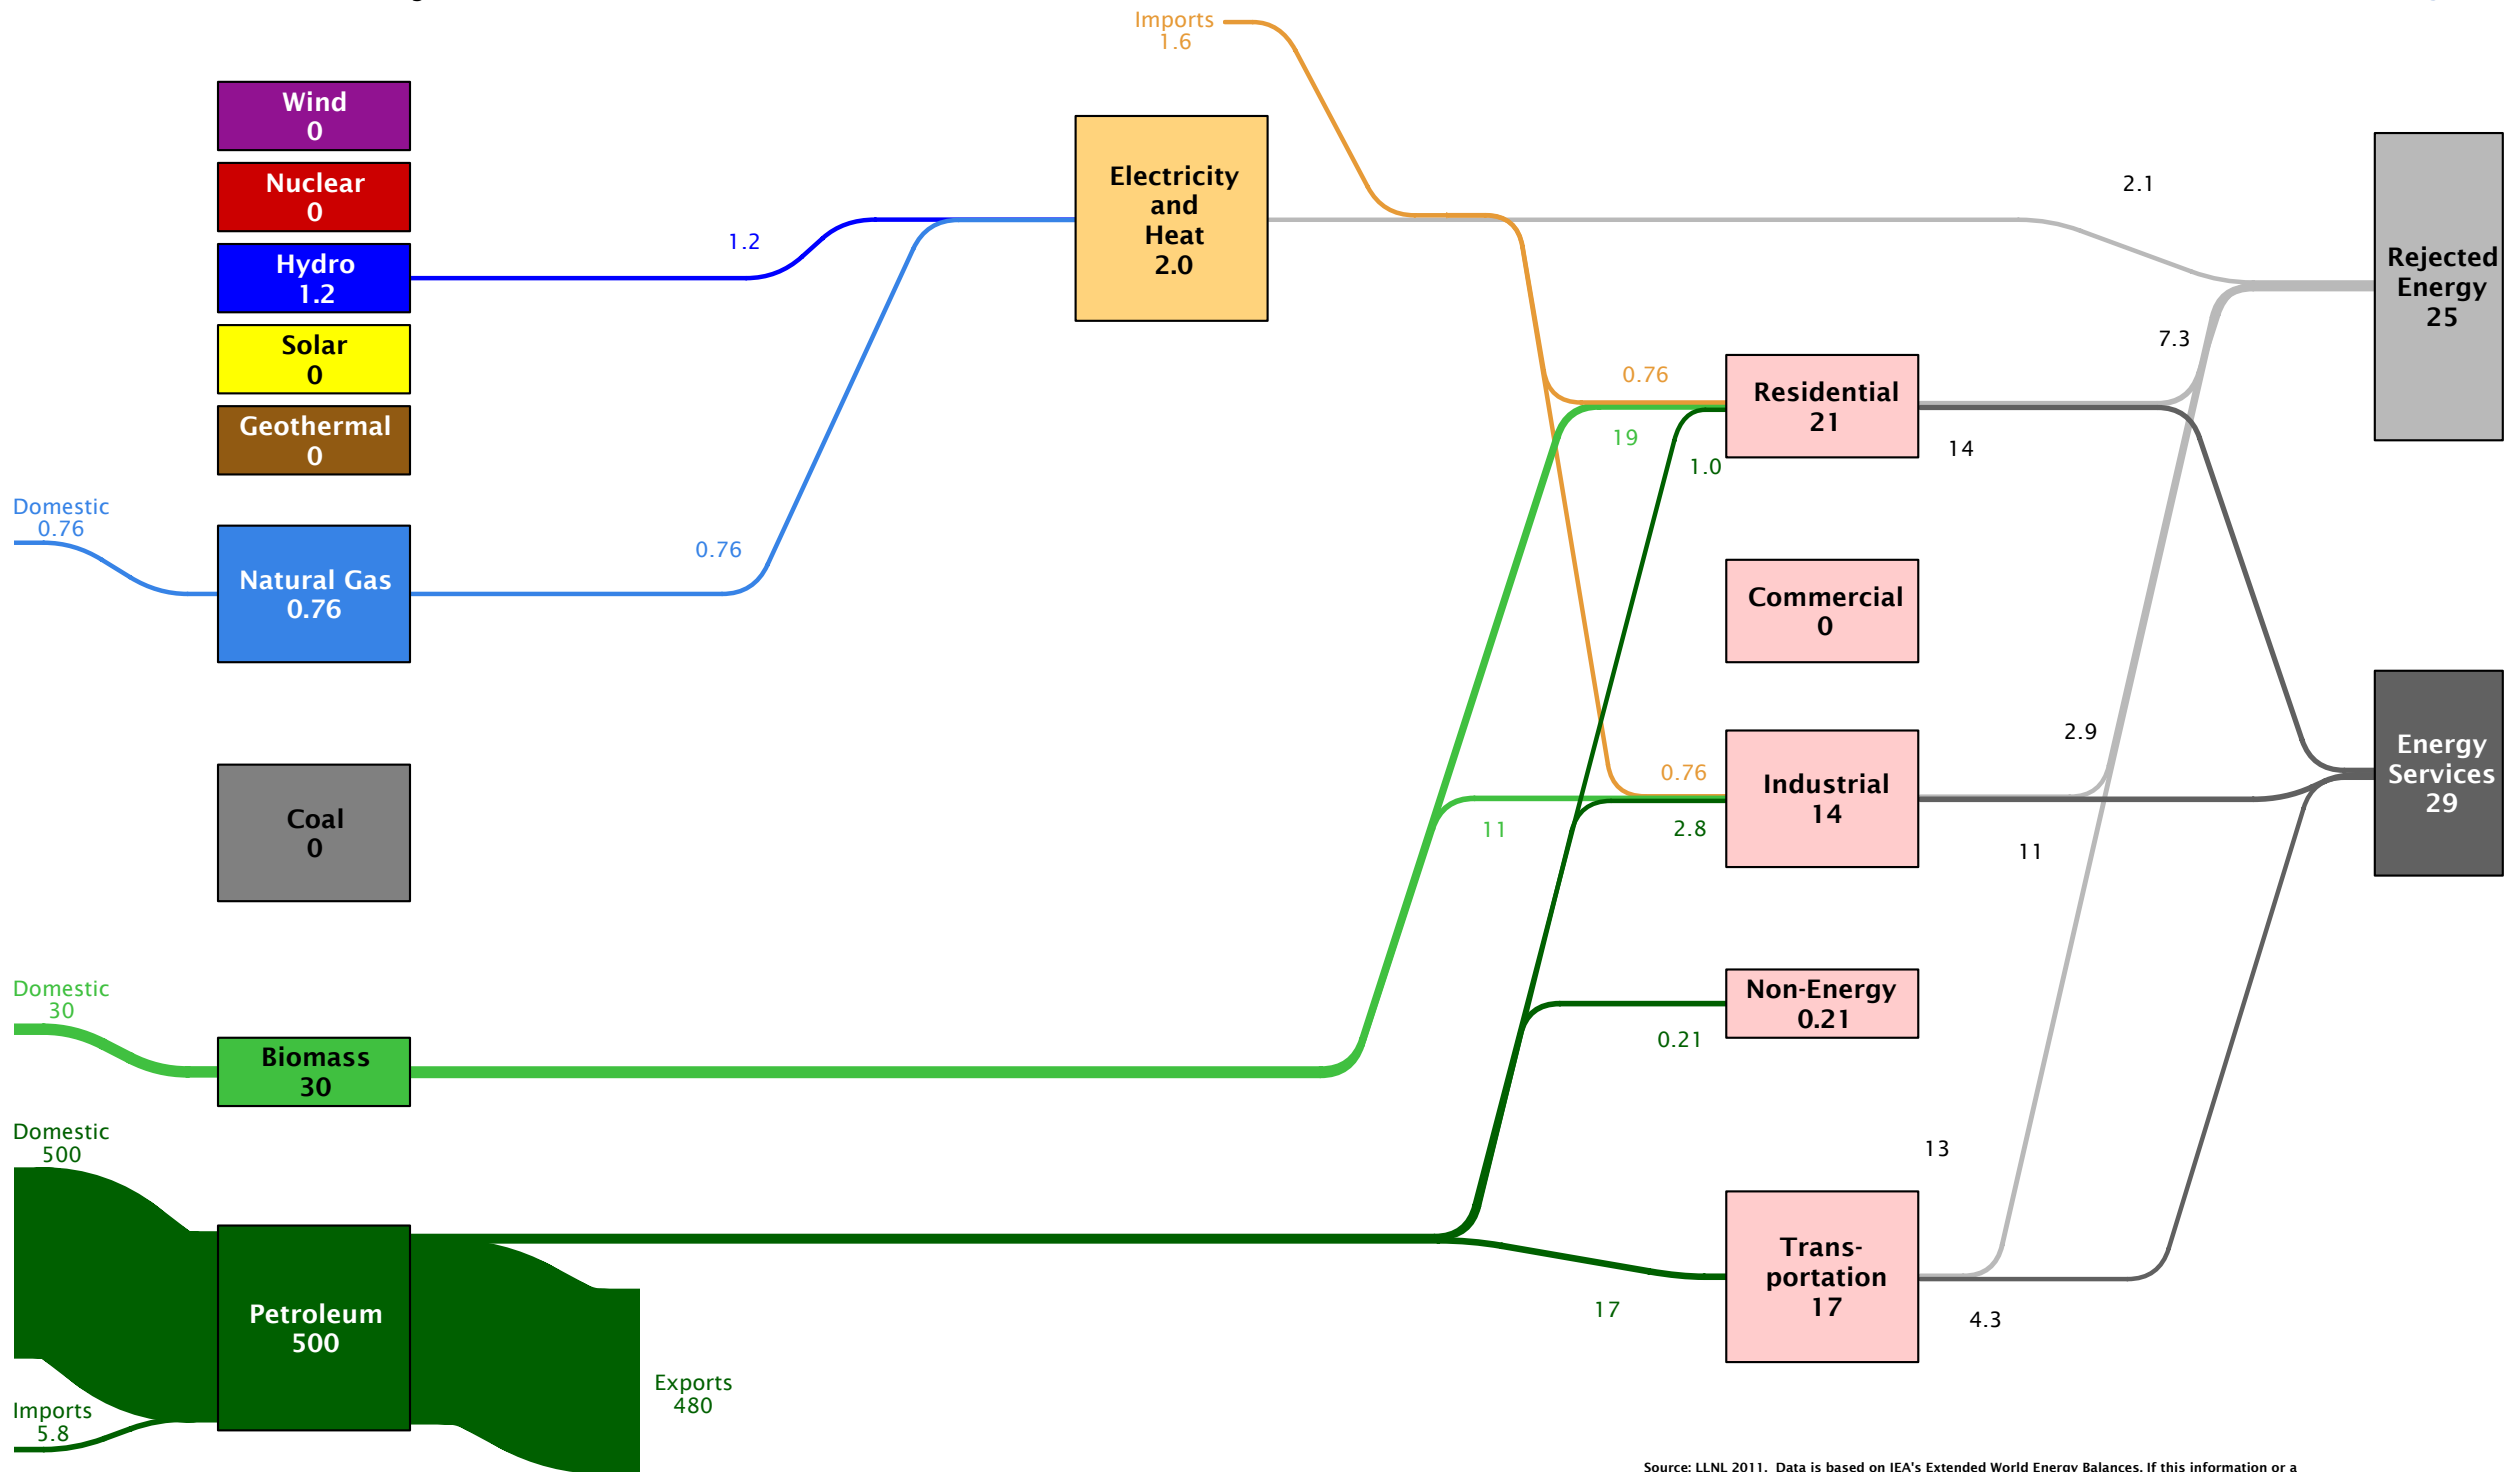 Imports
1.6
Wind
0
Nuclear
0
Hydro
1.2
Solar
0
Geothermal
0
Domestic
0.76
Natural Gas
0.76
Coal
0
Domestic
30
Biomass
30
Domestic
500
Petroleum
500
Imports
5.8
Exports
480
1.2
0.76
Electricity
and
Heat
2.0
2.1
0.76
19
1.0
Residential
21
7.3
14
Commercial
0
0.76
11
2.8
Industrial
14
2.9
11
Non-Energy
0.21
0.21
13
Trans-
portation
17
17
4.3
Rejected
Energy
25
Energy
Services
29
Source: LLNL 2011. Data is based on IEA's Extended World Energy Balances. If this information or a